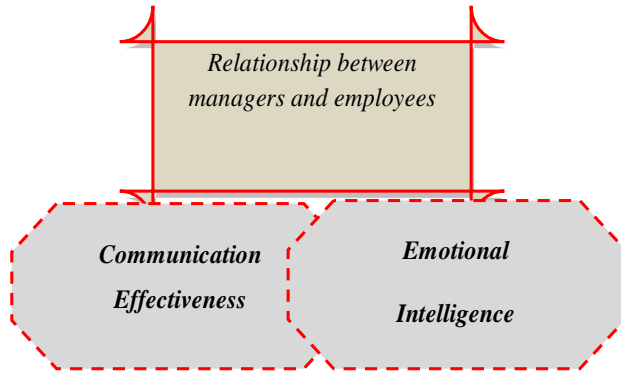 Relationship between
managers and employees
Communication
Effectiveness
Emotional
Intelligence